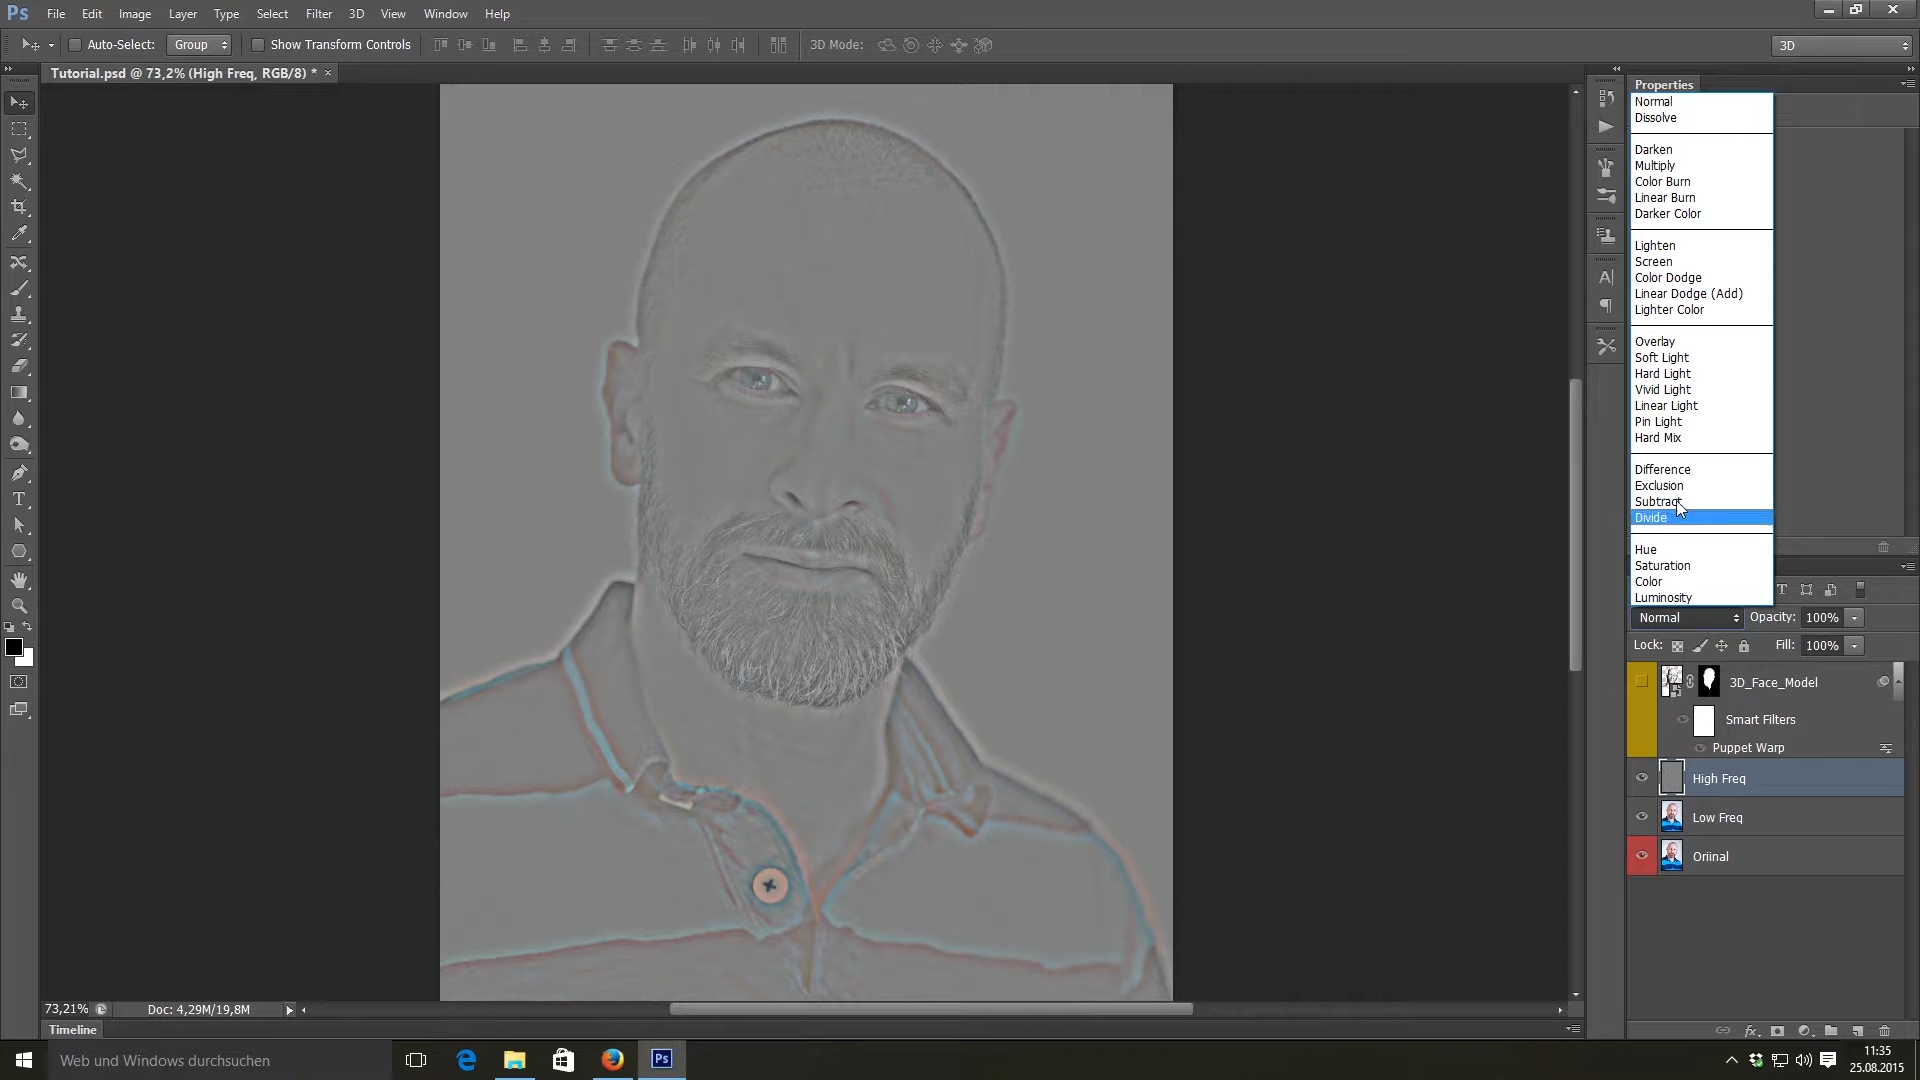 Ps File Edit Image Layer Type Select Filter 3D View Window Help
Auto-Select: Group Show Transform Controls 3D Mode: 3D
Tutorial.psd @ 73,2% (High Freq, RGB/8) * ×
Properties
Normal
Dissolve
Darken
Multiply
Color Burn
Linear Burn
Darker Color
Lighten
Screen
Color Dodge
Linear Dodge (Add)
Lighter Color
Overlay
Soft Light
Hard Light
Vivid Light
Linear Light
Pin Light
Hard Mix
Difference
Exclusion
Subtract
Divide
Hue
Saturation
Color
Luminosity
Normal Opacity: 100%
Lock: Fill: 100%
3D_Face_Model
Smart Filters
Puppet Warp
High Freq
Low Freq
Oriinal
73,21% Doc: 4,29M/19,8M
Timeline
Web und Windows durchsuchen
Ps
11:35
25.08.2015